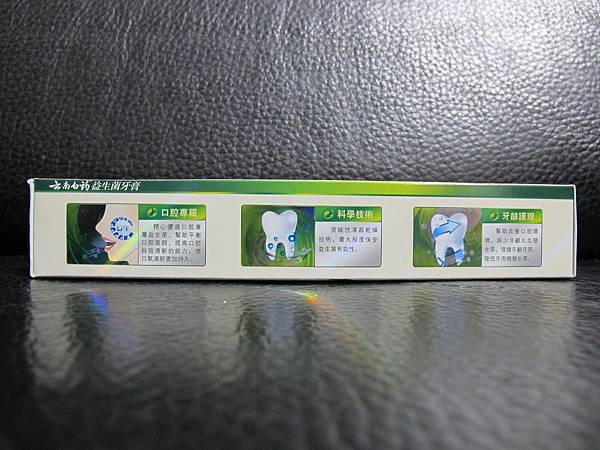 云南白药 益生菌牙膏
口腔專屬
精心優選口腔專
屬益生菌，幫助平衡
口腔菌群，提高口腔
自我清新的能力，使
口氣清新更加持久。
科學技術
突破性凍晶乾燥
技術，最大程度保全
益生菌有效性。
牙齦護理
幫助改善口腔環
境，減少牙齦出血發
生率，強健牙齦牙周，
降低牙周病發生率。